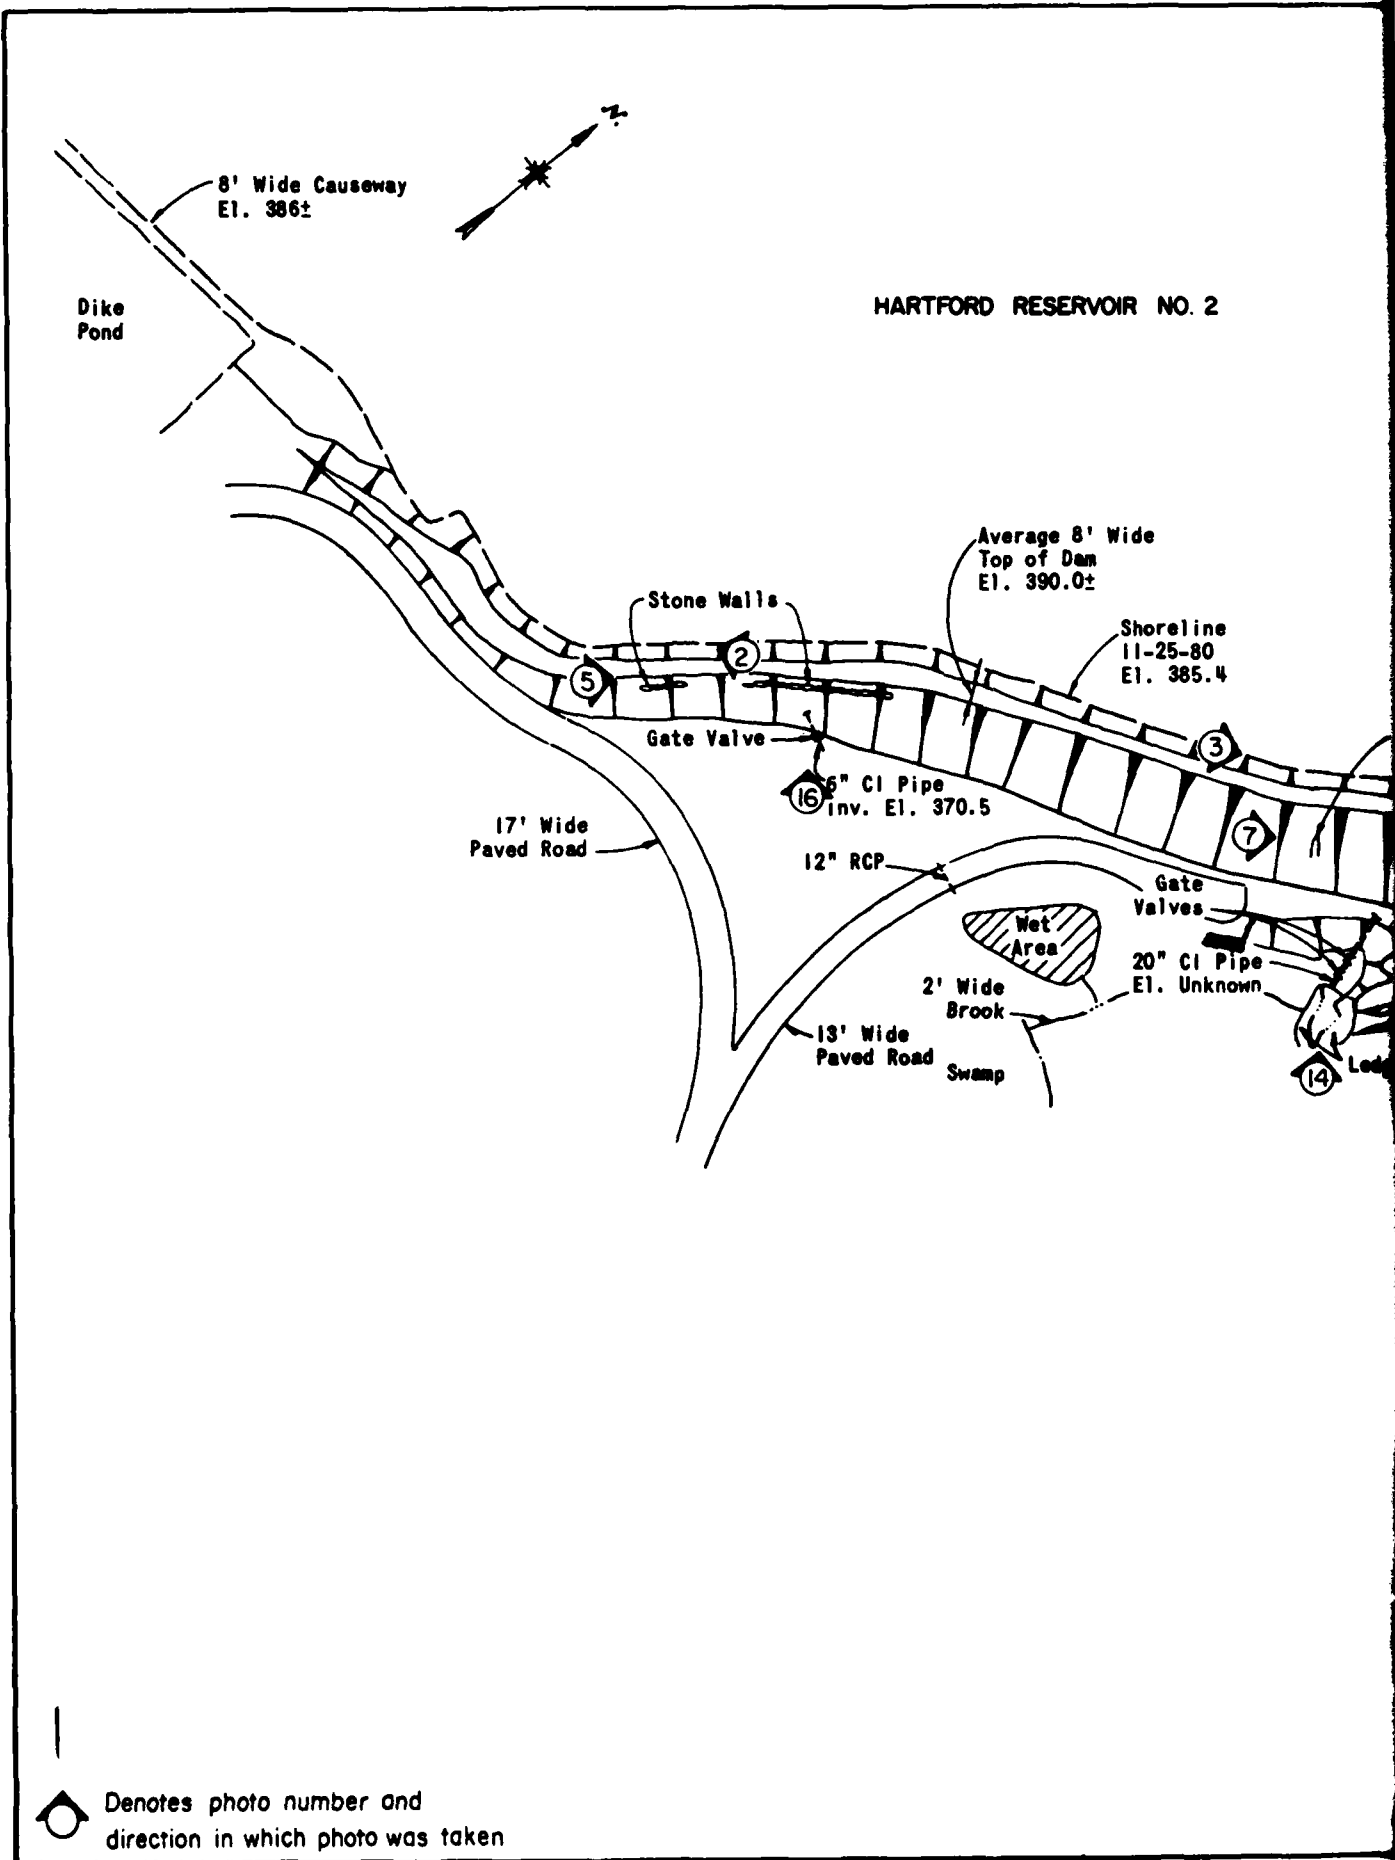 N.
8' Wide Causeway
El. 386±
Dike
Pond
HARTFORD RESERVOIR NO. 2
Average 8' Wide
Top of Dam
El. 390.0±
Stone Walls
Shoreline
11-25-80
El. 385.4
2
5
3
Gate Valve
16
6" CI Pipe
Inv. El. 370.5
17' Wide
Paved Road
7
12" RCP
Gate
Valves
Wet
Area
20" CI Pipe
El. Unknown
2' Wide
Brook
13' Wide
Paved Road
Swamp
14
Denotes photo number and
direction in which photo was taken